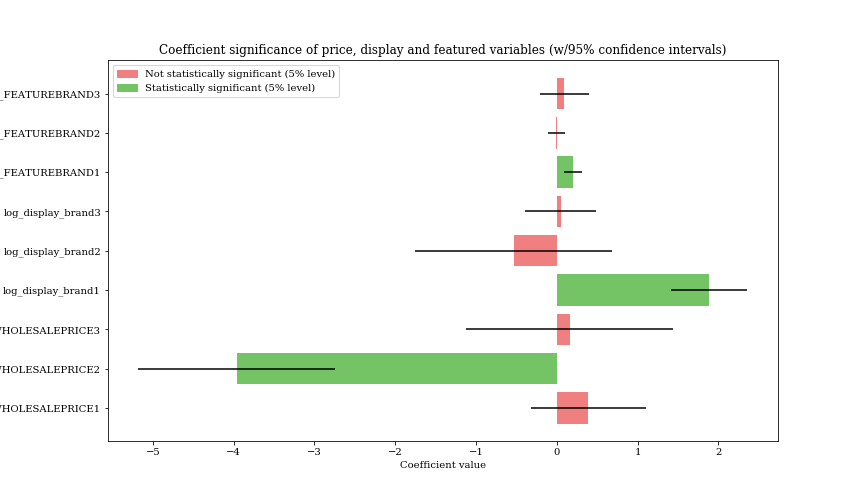 Coefficient significance of price, display and featured variables (w/95% confidence intervals)
Not statistically significant (5% level)
Statistically significant (5% level)
_FEATUREBRAND3
_FEATUREBRAND2
_FEATUREBRAND1
log_display_brand3
log_display_brand2
log_display_brand1
WHOLESALEPRICE3
WHOLESALEPRICE2
WHOLESALEPRICE1
−5 −4 −3 −2 −1 0 1 2
Coefficient value